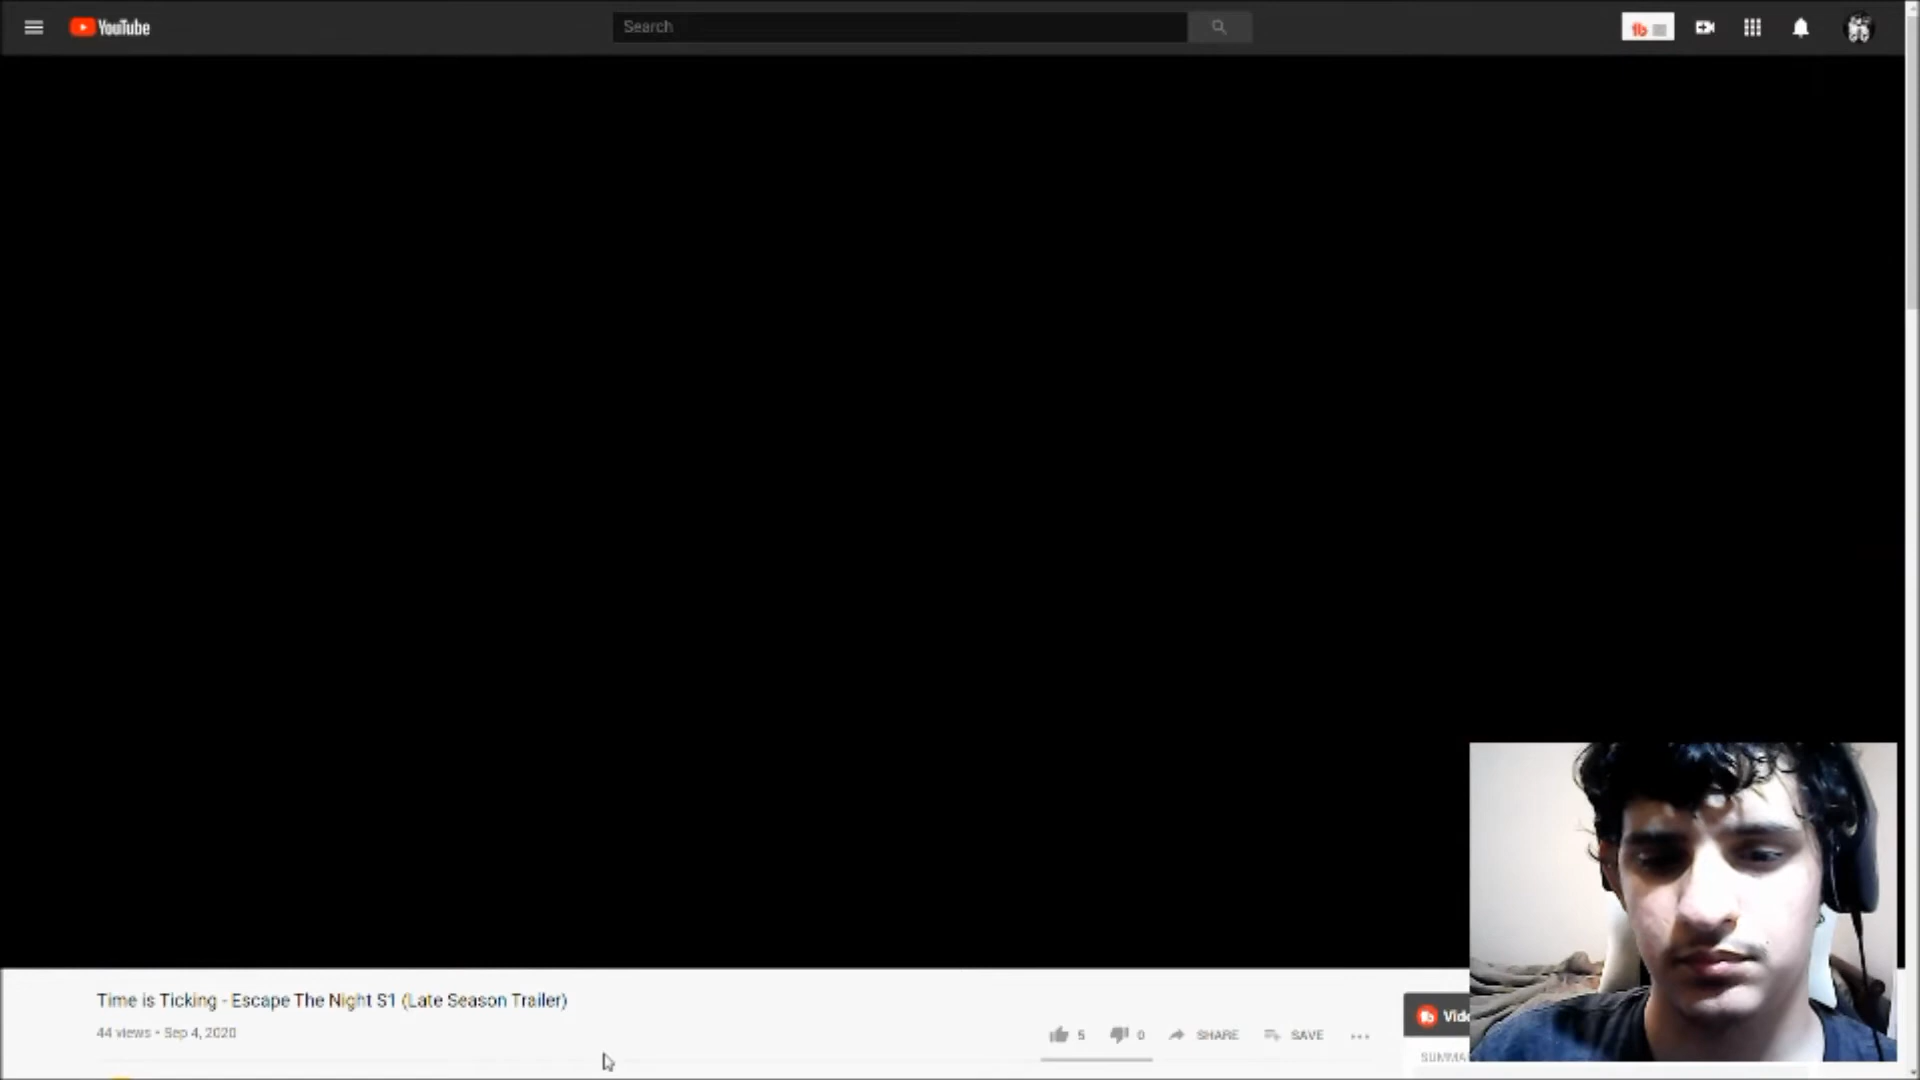 YouTube
Search
tb
Time is Ticking - Escape The Night S1 (Late Season Trailer)
44 views • Sep 4, 2020
5
0
SHARE
SAVE